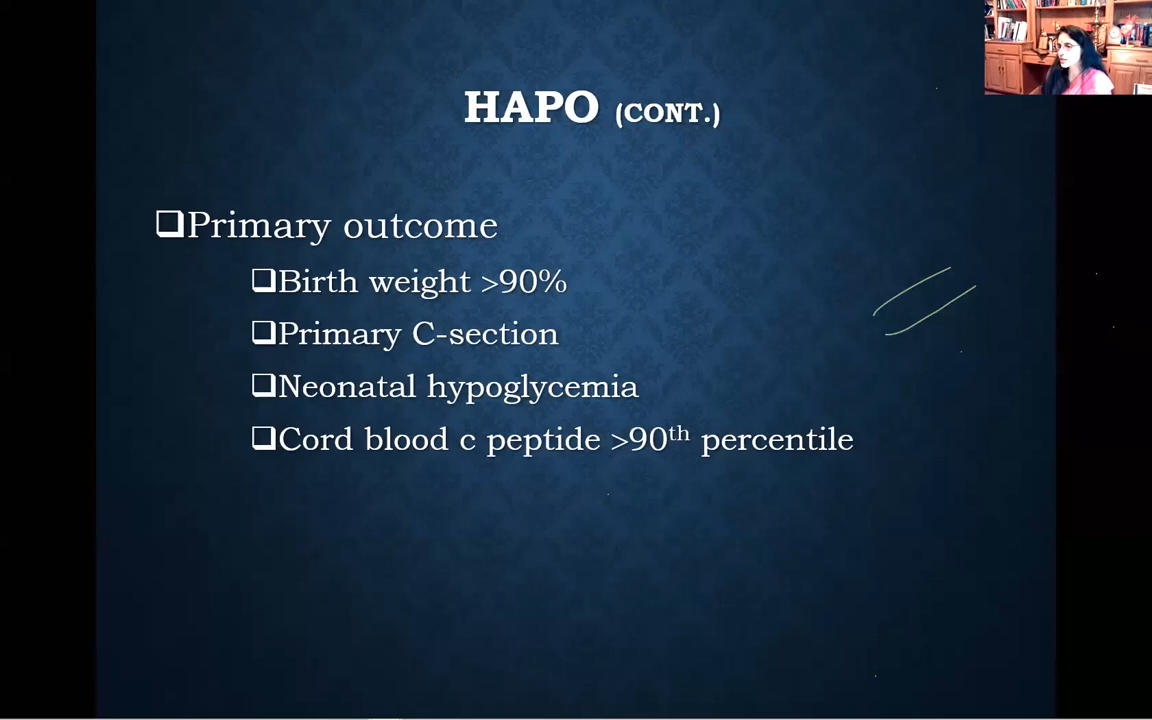 HAPO (CONT.)
❑Primary outcome
❑Birth weight >90%
❑Primary C-section
❑Neonatal hypoglycemia
❑Cord blood c peptide >90th percentile